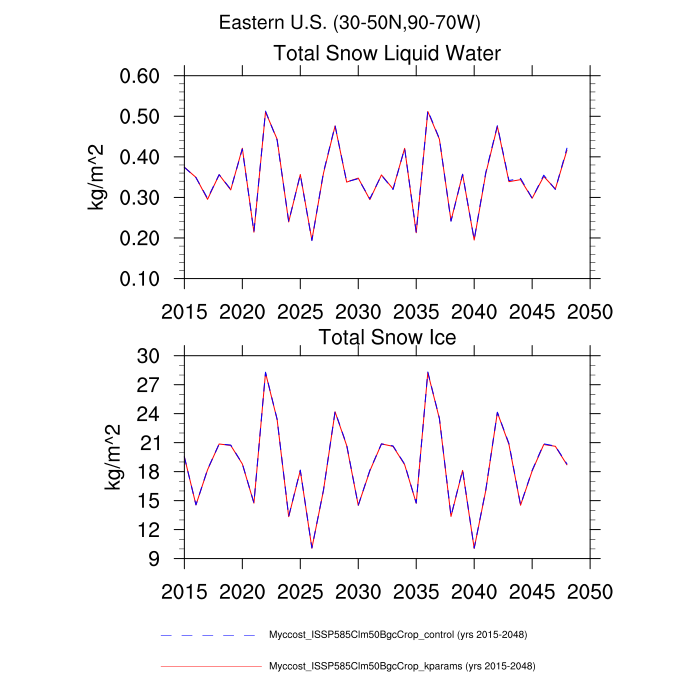 Eastern U.S. (30-50N,90-70W)
Total Snow Liquid Water
0.60
0.50
0.40
0.30
0.20
0.10
kg/m^2
2015 2020 2025 2030 2035 2040 2045 2050
Total Snow Ice
30
27
24
21
18
15
12
9
kg/m^2
2015 2020 2025 2030 2035 2040 2045 2050
Myccost_ISSP585Clm50BgcCrop_control (yrs 2015-2048)
Myccost_ISSP585Clm50BgcCrop_kparams (yrs 2015-2048)